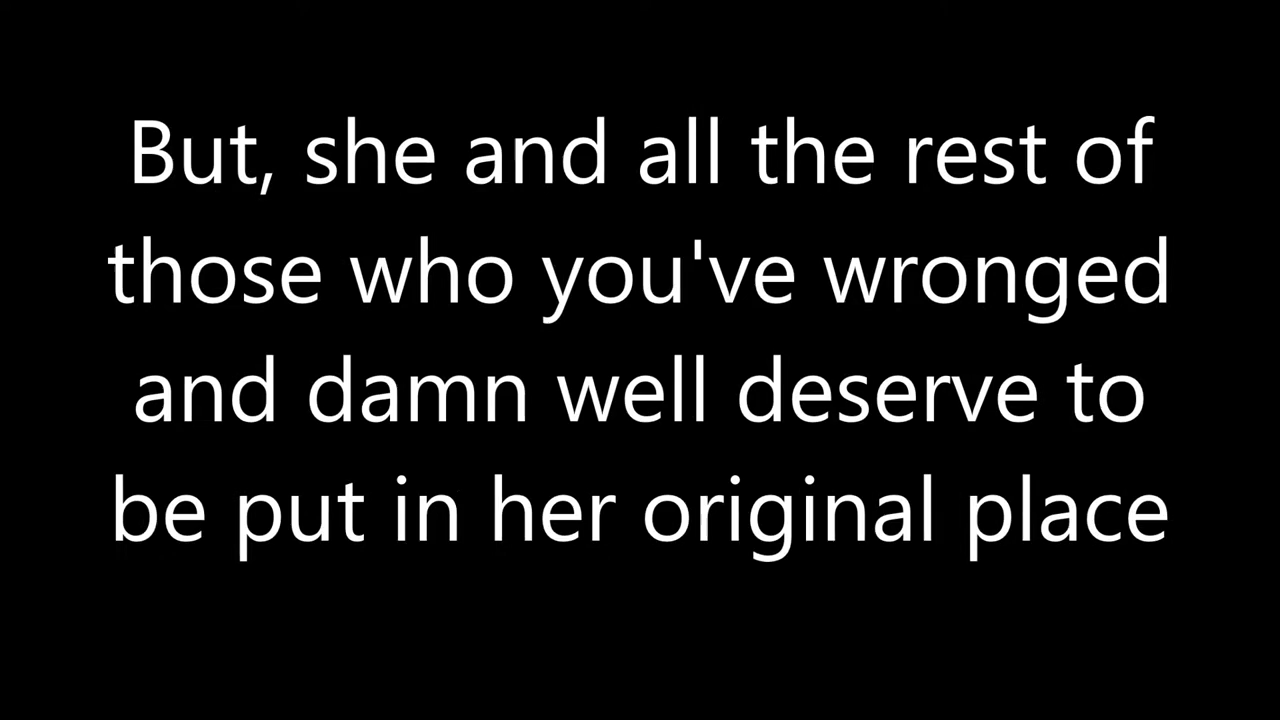 But, she and all the rest of
those who you've wronged
and damn well deserve to
be put in her original place